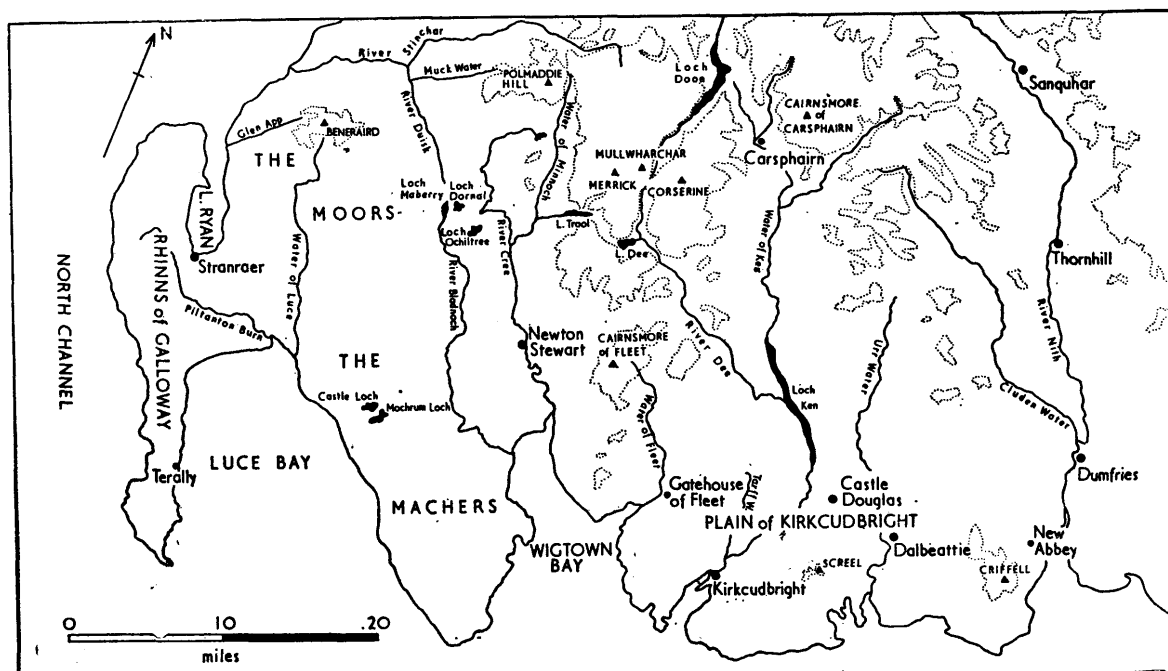 N
River Stinchar
Muck Water
POLMADDIE
HILL
Loch
Doon
Sanquhar
CAIRNSMORE
of
CARSPHAIRN
Glen App
BENERAIRD
River Duisk
Water of Minnoch
Carsphairn
THE
MULLWHARCHAR
MERRICK
CORSERINE
Loch
Maberry
Loch
Dornal
L. RYAN
MOORS
Loch
Ochiltree
L. Trool
L. Dee
Water of Ken
Thornhill
Stranraer
NORTH CHANNEL
RHINNS of GALLOWAY
Water of Luce
River Bladnoch
River Cree
Piltanton Burn
Newton
Stewart
CAIRNSMORE
of FLEET
River Dee
Urr Water
River Nith
THE
Castle Loch
Mochrum Loch
Loch
Ken
Cluden Water
Water of Fleet
Terally
LUCE BAY
Dumfries
MACHERS
Gatehouse
of Fleet
Tarff W.
Castle
Douglas
PLAIN of KIRKCUDBRIGHT
WIGTOWN
BAY
Dalbeattie
New
Abbey
SCREEL
CRIFFELL
Kirkcudbright
0 10 20
miles